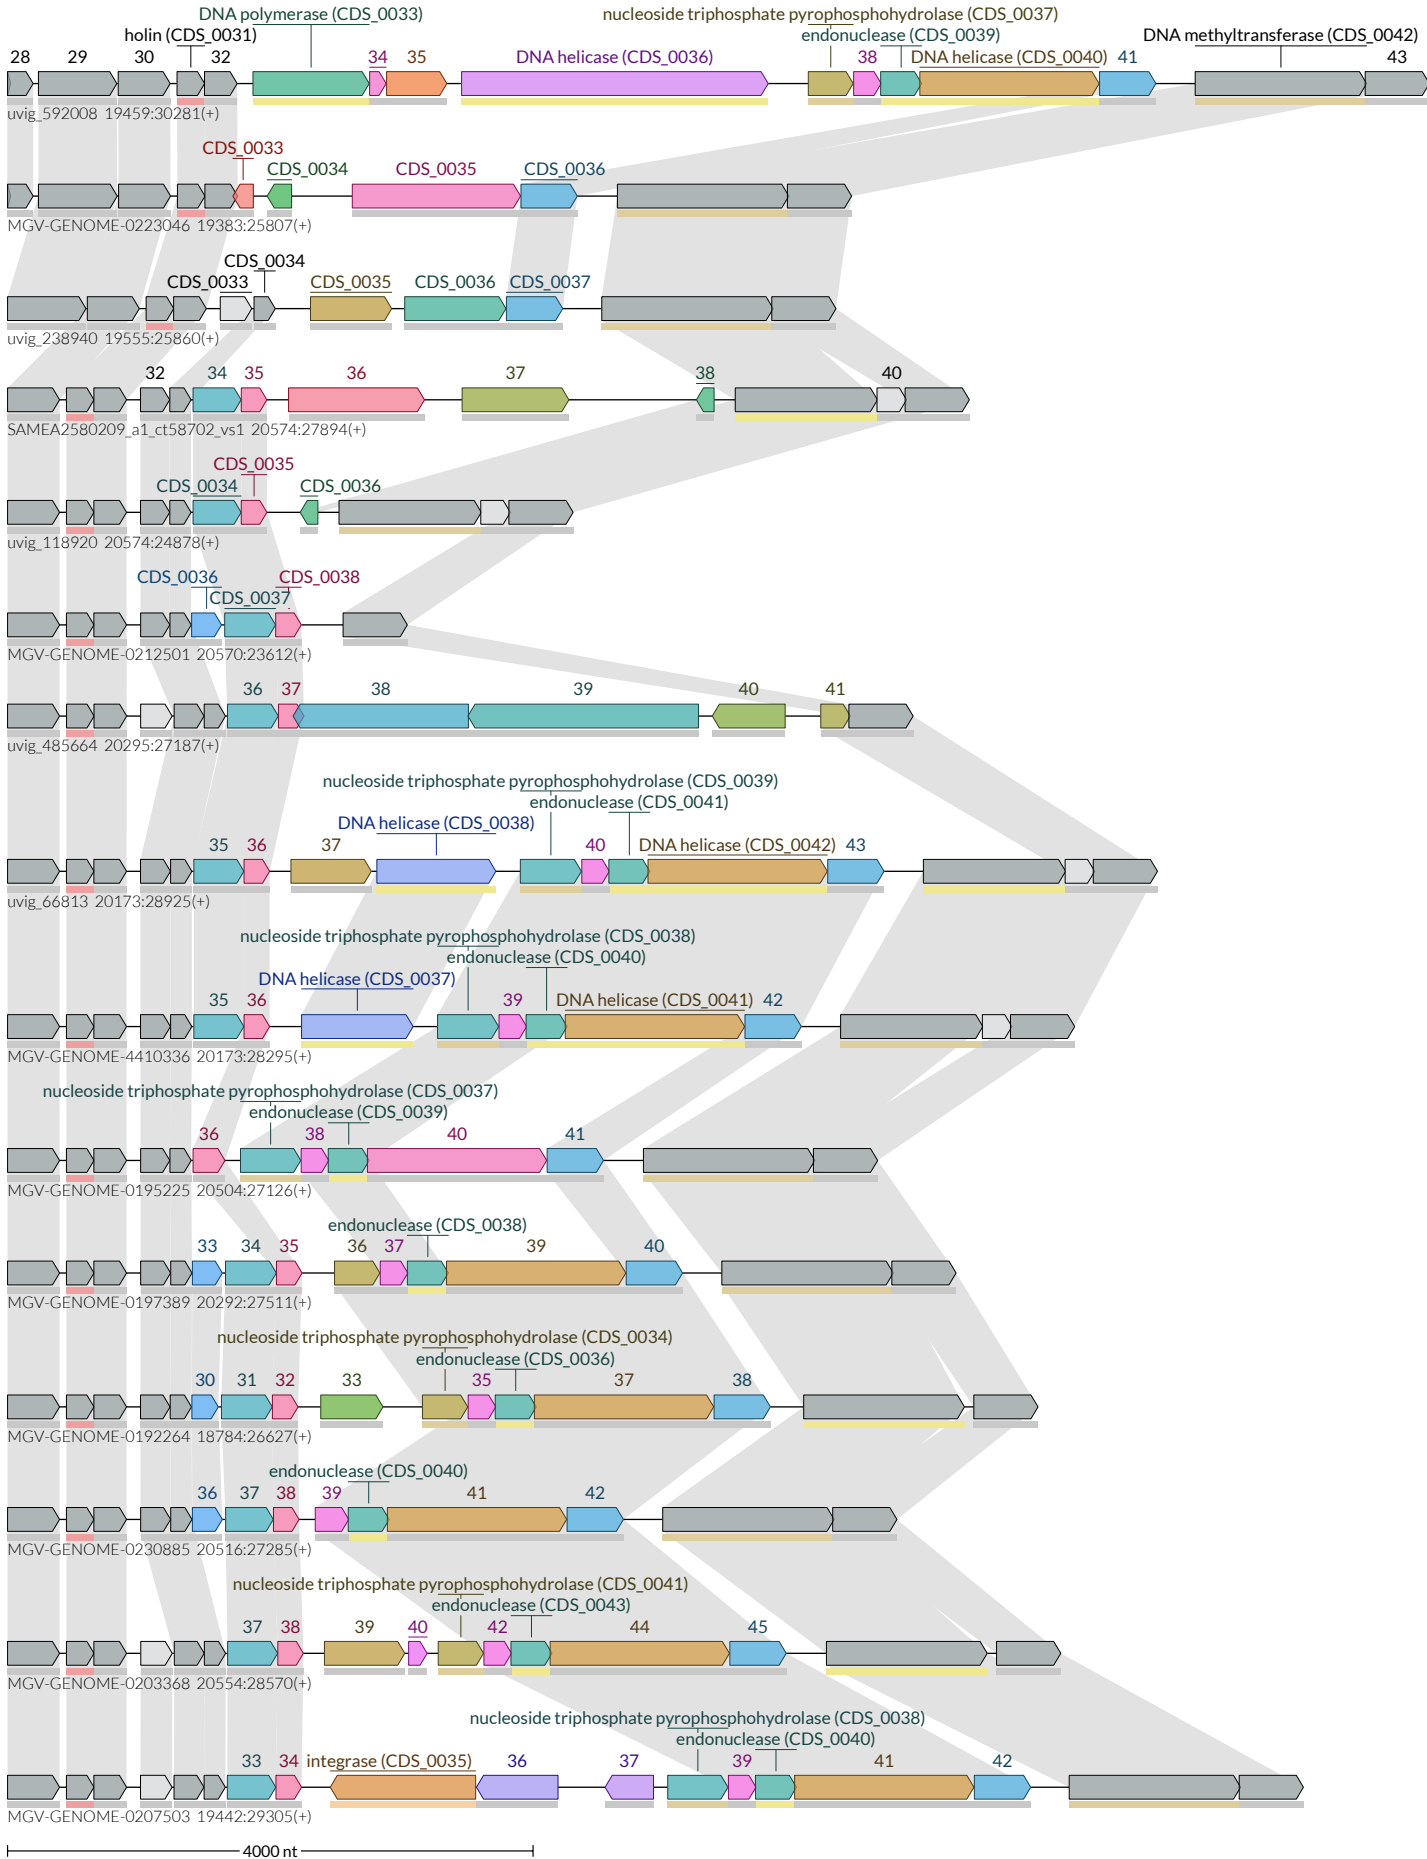 DNA polymerase (CDS_0033) nucleoside triphosphate pyrophosphohydrolase (CDS_0037)
holin (CDS_0031) endonuclease (CDS_0039) DNA methyltransferase (CDS_0042)
28 29 30 32 34 35 DNA helicase (CDS_0036) 38 DNA helicase (CDS_0040) 41 43
uvig_592008 19459:30281(+)
CDS_0033
CDS_0034 CDS_0035 CDS_0036
MGV-GENOME-0223046 19383:25807(+)
CDS_0034
CDS_0033 CDS_0035 CDS_0036 CDS_0037
uvig_238940 19555:25860(+)
32 34 35 36 37 38 40
SAMEA2580209_a1_ct58702_vs1 20574:27894(+)
CDS_0035
CDS_0034 CDS_0036
uvig_118920 20574:24878(+)
CDS_0036 CDS_0038
CDS_0037
MGV-GENOME-0212501 20570:23612(+)
36 37 38 39 40 41
uvig_485664 20295:27187(+)
nucleoside triphosphate pyrophosphohydrolase (CDS_0039)
endonuclease (CDS_0041)
DNA helicase (CDS_0038)
35 36 37 40 DNA helicase (CDS_0042) 43
uvig_66813 20173:28925(+)
nucleoside triphosphate pyrophosphohydrolase (CDS_0038)
endonuclease (CDS_0040)
DNA helicase (CDS_0037)
35 36 39 DNA helicase (CDS_0041) 42
MGV-GENOME-4410336 20173:28295(+)
nucleoside triphosphate pyrophosphohydrolase (CDS_0037)
endonuclease (CDS_0039)
36 38 40 41
MGV-GENOME-0195225 20504:27126(+)
endonuclease (CDS_0038)
33 34 35 36 37 39 40
MGV-GENOME-0197389 20292:27511(+)
nucleoside triphosphate pyrophosphohydrolase (CDS_0034)
endonuclease (CDS_0036)
30 31 32 33 35 37 38
MGV-GENOME-0192264 18784:26627(+)
endonuclease (CDS_0040)
36 37 38 39 41 42
MGV-GENOME-0230885 20516:27285(+)
nucleoside triphosphate pyrophosphohydrolase (CDS_0041)
endonuclease (CDS_0043)
37 38 39 40 42 44 45
MGV-GENOME-0203368 20554:28570(+)
nucleoside triphosphate pyrophosphohydrolase (CDS_0038)
endonuclease (CDS_0040)
33 34 integrase (CDS_0035) 36 37 39 41 42
MGV-GENOME-0207503 19442:29305(+)
4000 nt